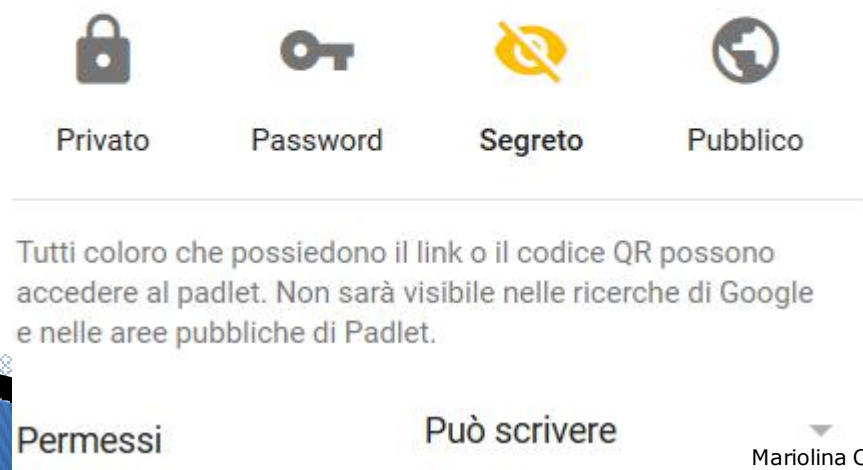 Privato Password Segreto Pubblico
Tutti coloro che possiedono il link o il codice QR possono
accedere al padlet. Non sarà visibile nelle ricerche di Google
e nelle aree pubbliche di Padlet.
Permessi Può scrivere
Mariolina C